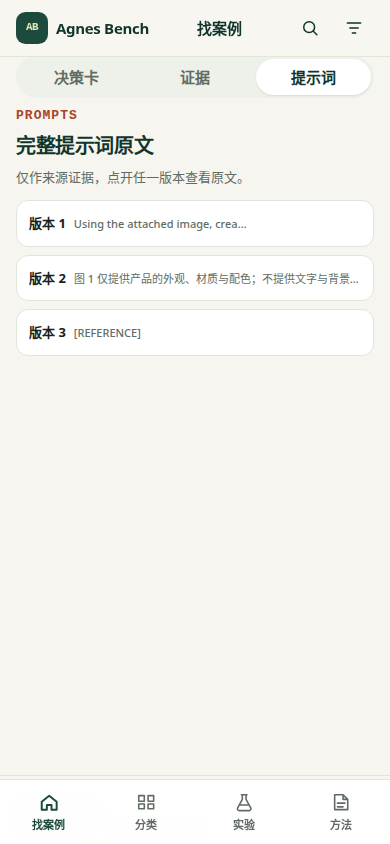 AB
Agnes Bench
找案例
决策卡
证据
提示词
PROMPTS
完整提示词原文
仅作来源证据，点开任一版本查看原文。
版本 1 Using the attached image, crea...
版本 2 图 1 仅提供产品的外观、材质与配色；不提供文字与背景...
版本 3 [REFERENCE]
找案例
分类
实验
方法